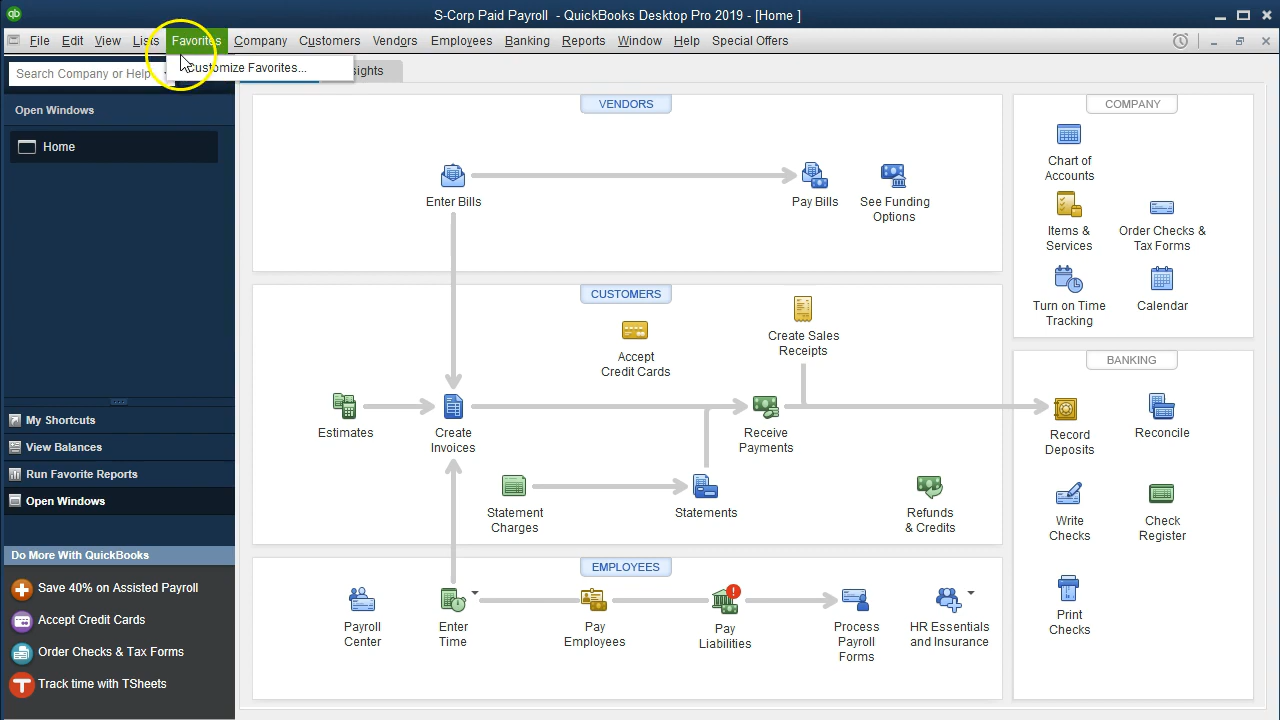 S-Corp Paid Payroll - QuickBooks Desktop Pro 2019 - [Home ]
File Edit View Lists Favorites Company Customers Vendors Employees Banking Reports Window Help Special Offers
Search Company or Help
Customize Favorites...
Open Windows
Home
My Shortcuts
View Balances
Run Favorite Reports
Open Windows
Do More With QuickBooks
Save 40% on Assisted Payroll
Accept Credit Cards
Order Checks & Tax Forms
Track time with TSheets
VENDORS
Enter Bills
Pay Bills
See Funding
Options
CUSTOMERS
Accept
Credit Cards
Create Sales
Receipts
Estimates
Create
Invoices
Receive
Payments
Statement
Charges
Statements
Refunds
& Credits
EMPLOYEES
Payroll
Center
Enter
Time
Pay
Employees
Pay
Liabilities
Process
Payroll
Forms
HR Essentials
and Insurance
COMPANY
Chart of
Accounts
Items &
Services
Order Checks &
Tax Forms
Turn on Time
Tracking
Calendar
BANKING
Record
Deposits
Reconcile
Write
Checks
Check
Register
Print
Checks